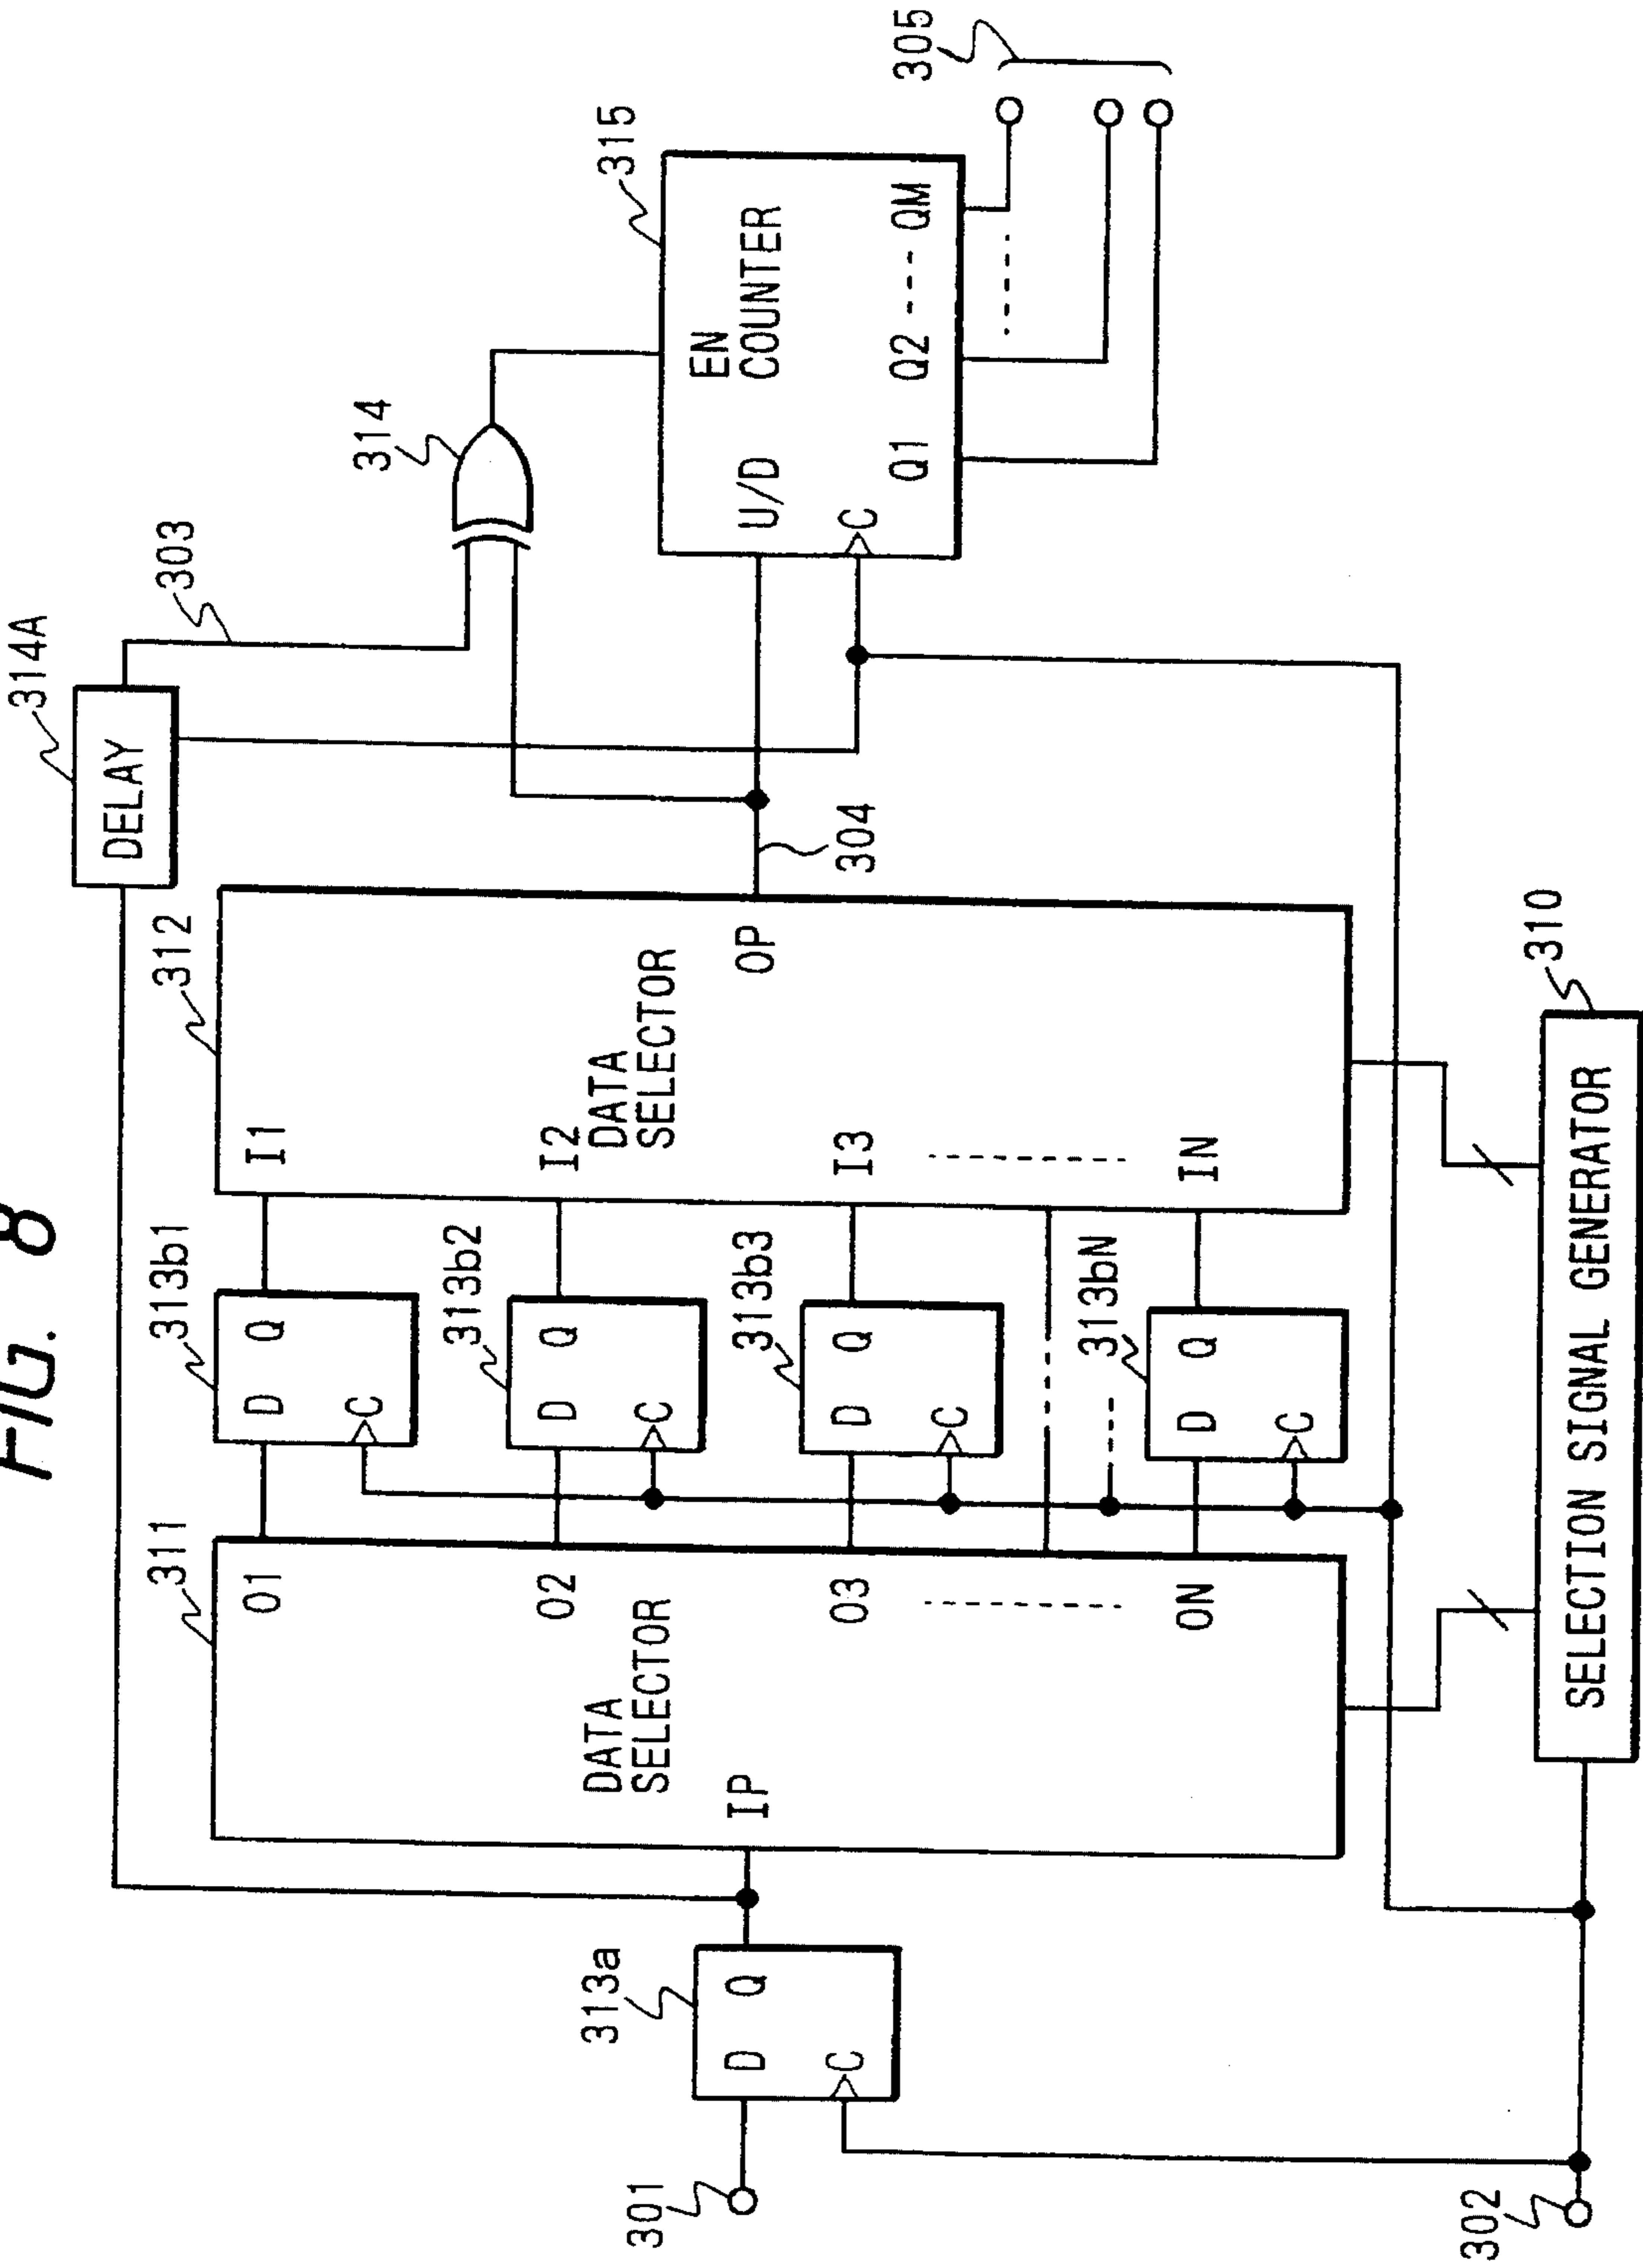 FIG. 8
314A
DELAY
303
314
315
EN
COUNTER
U/D
C
Q1 Q2 ---- QM
305
304
312
I1
I2
DATA
SELECTOR
I3
IN
OP
313b1
D Q
C
313b2
D Q
C
313b3
D Q
C
313bN
D Q
C
311
O1
O2
DATA
SELECTOR
O3
ON
IP
313a
D Q
C
301
302
310
SELECTION SIGNAL GENERATOR